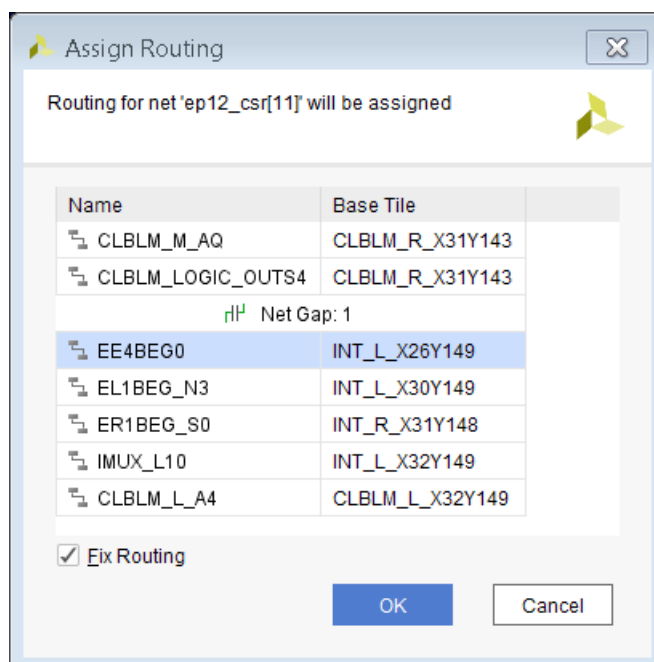 Assign Routing
Routing for net 'ep12_csr[11]' will be assigned
Name Base Tile
CLBLM_M_AQ CLBLM_R_X31Y143
CLBLM_LOGIC_OUTS4 CLBLM_R_X31Y143
Net Gap: 1
EE4BEG0 INT_L_X26Y149
EL1BEG_N3 INT_L_X30Y149
ER1BEG_S0 INT_R_X31Y148
IMUX_L10 INT_L_X32Y149
CLBLM_L_A4 CLBLM_L_X32Y149
Fix Routing
OK Cancel